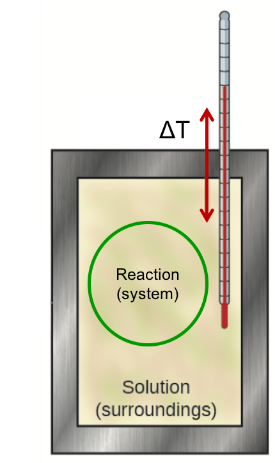 ΔT
Reaction
(system)
Solution
(surroundings)